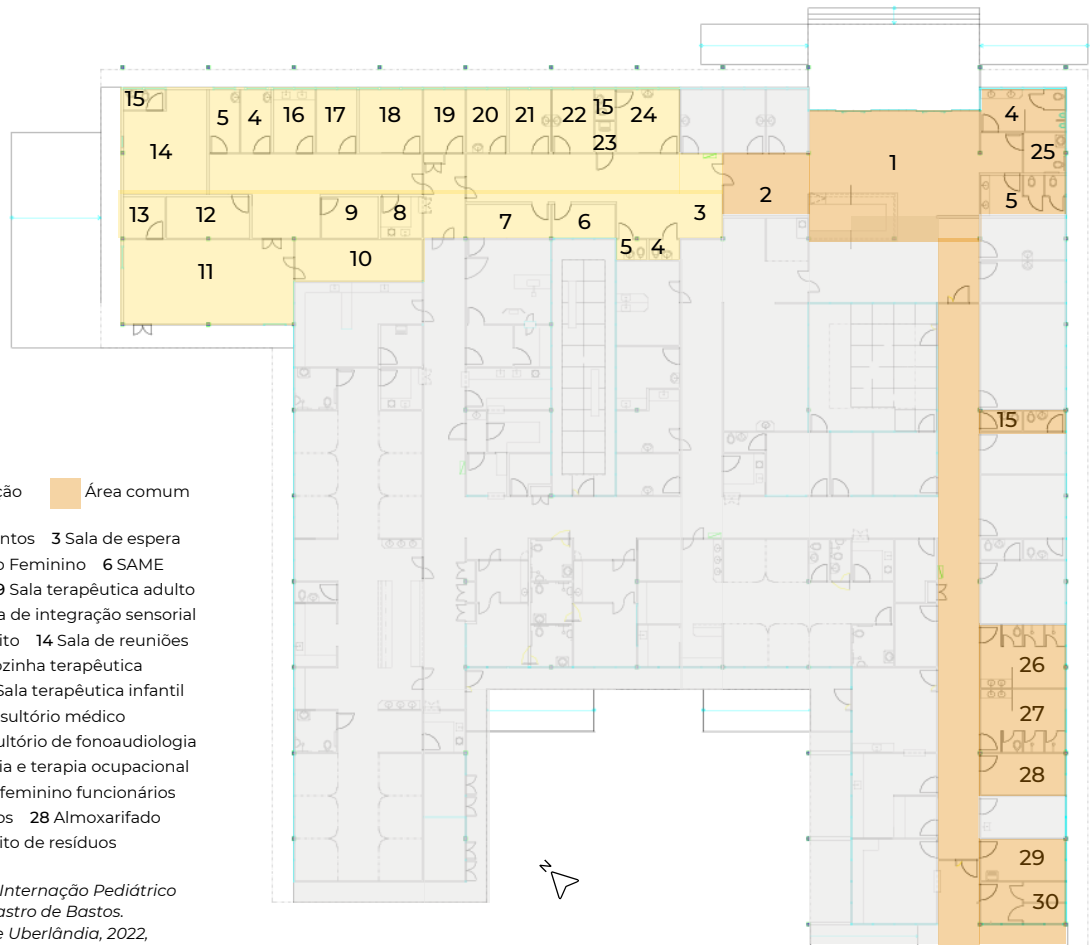 15
5 4 16 17 18 19 20 21 22 15 24
23
14
1
4
25
2
5
13 12 9 8
7 6 3
5 4
10
11
15
ção Área comum
ntos 3 Sala de espera
o Feminino 6 SAME
9 Sala terapêutica adulto
a de integração sensorial
ito 14 Sala de reuniões
ozinha terapêutica
Sala terapêutica infantil
sultório médico
ultório de fonoaudiologia
ia e terapia ocupacional
feminino funcionários
os 28 Almoxarifado
ito de resíduos
Internação Pediátrico
astro de Bastos.
e Uberlândia, 2022,
26
27
28
29
30
N